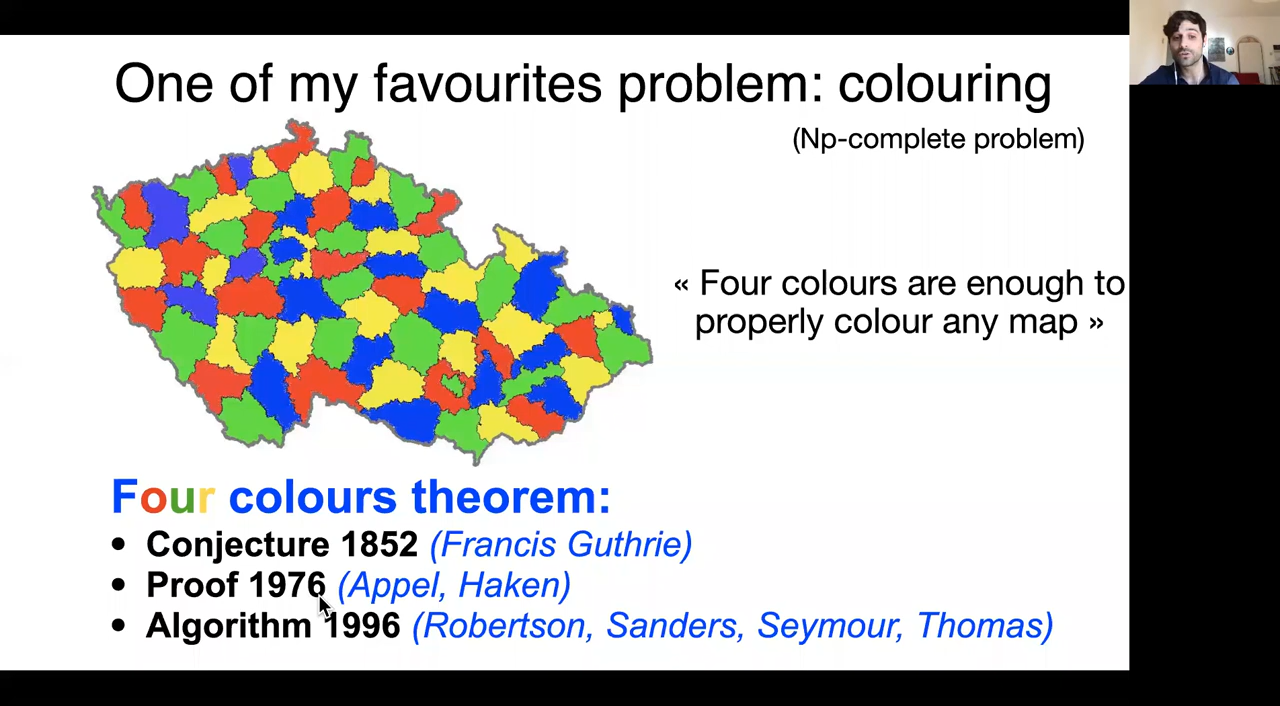 One of my favourites problem: colouring
(Np-complete problem)
« Four colours are enough to
properly colour any map »
Four colours theorem:
• Conjecture 1852 (Francis Guthrie)
• Proof 1976 (Appel, Haken)
• Algorithm 1996 (Robertson, Sanders, Seymour, Thomas)